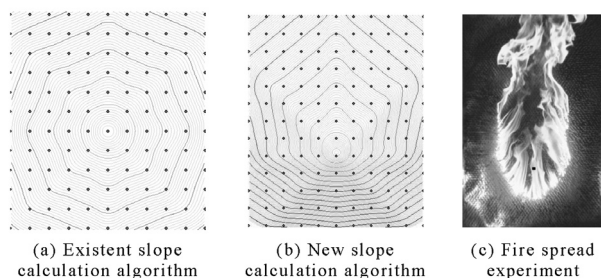 (a) Existent slope
calculation algorithm
(b) New slope
calculation algorithm
(c) Fire spread
experiment